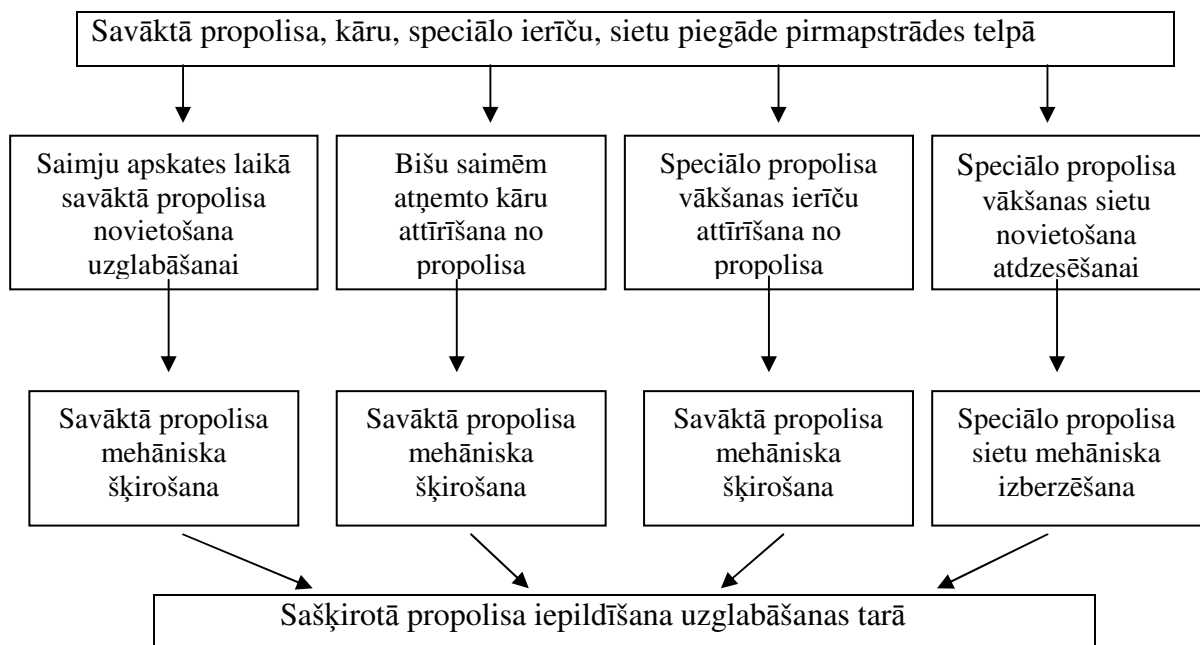 Savāktā propolisa, kāru, speciālo ierīču, sietu piegāde pirmapstrādes telpā
Saimju apskates laikā
savāktā propolisa
novietošana
uzglabāšanai
Bišu saimēm
atņemto kāru
attīrīšana no
propolisa
Speciālo propolisa
vākšanas ierīču
attīrīšana no
propolisa
Speciālo propolisa
vākšanas sietu
novietošana
atdzesēšanai
Savāktā propolisa
mehāniska
šķirošana
Savāktā propolisa
mehāniska
šķirošana
Savāktā propolisa
mehāniska
šķirošana
Speciālo propolisa
sietu mehāniska
izberzēšana
Sašķirotā propolisa iepildīšana uzglabāšanas tarā